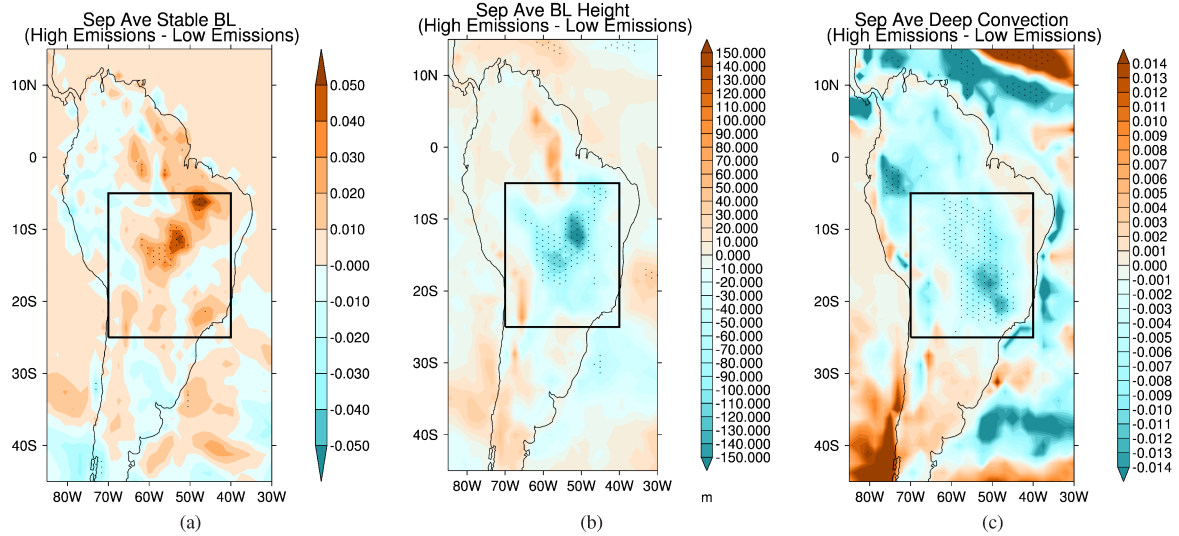 Sep Ave Stable BL
(High Emissions - Low Emissions)
10N
0
10S
20S
30S
40S
80W 70W 60W 50W 40W 30W
0.050
0.040
0.030
0.020
0.010
-0.000
-0.010
-0.020
-0.030
-0.040
-0.050
(a)
Sep Ave BL Height
(High Emissions - Low Emissions)
10N
0
10S
20S
30S
40S
80W 70W 60W 50W 40W 30W
150.000
140.000
130.000
120.000
110.000
100.000
90.000
80.000
70.000
60.000
50.000
40.000
30.000
20.000
10.000
0.000
-10.000
-20.000
-30.000
-40.000
-50.000
-60.000
-70.000
-80.000
-90.000
-100.000
-110.000
-120.000
-130.000
-140.000
-150.000
m
(b)
Sep Ave Deep Convection
(High Emissions - Low Emissions)
10N
0
10S
20S
30S
40S
80W 70W 60W 50W 40W 30W
0.014
0.013
0.012
0.011
0.010
0.009
0.008
0.007
0.006
0.005
0.004
0.003
0.002
0.001
0.000
-0.001
-0.002
-0.003
-0.004
-0.005
-0.006
-0.007
-0.008
-0.009
-0.010
-0.011
-0.012
-0.013
-0.014
(c)